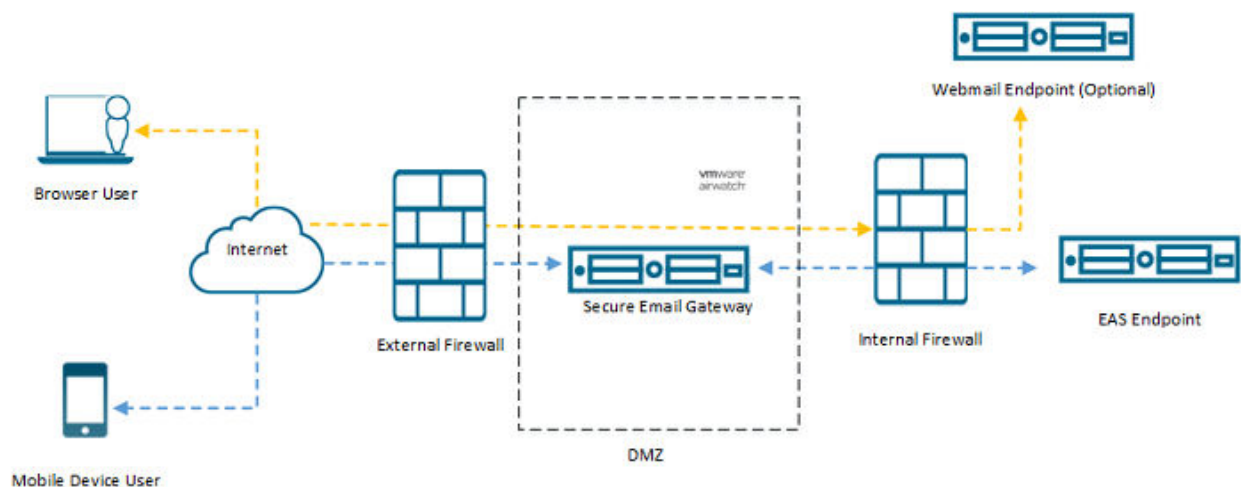 Webmail Endpoint (Optional)
Browser User
vmware
airwatch
Internet
Secure Email Gateway
EAS Endpoint
External Firewall
Internal Firewall
DMZ
Mobile Device User